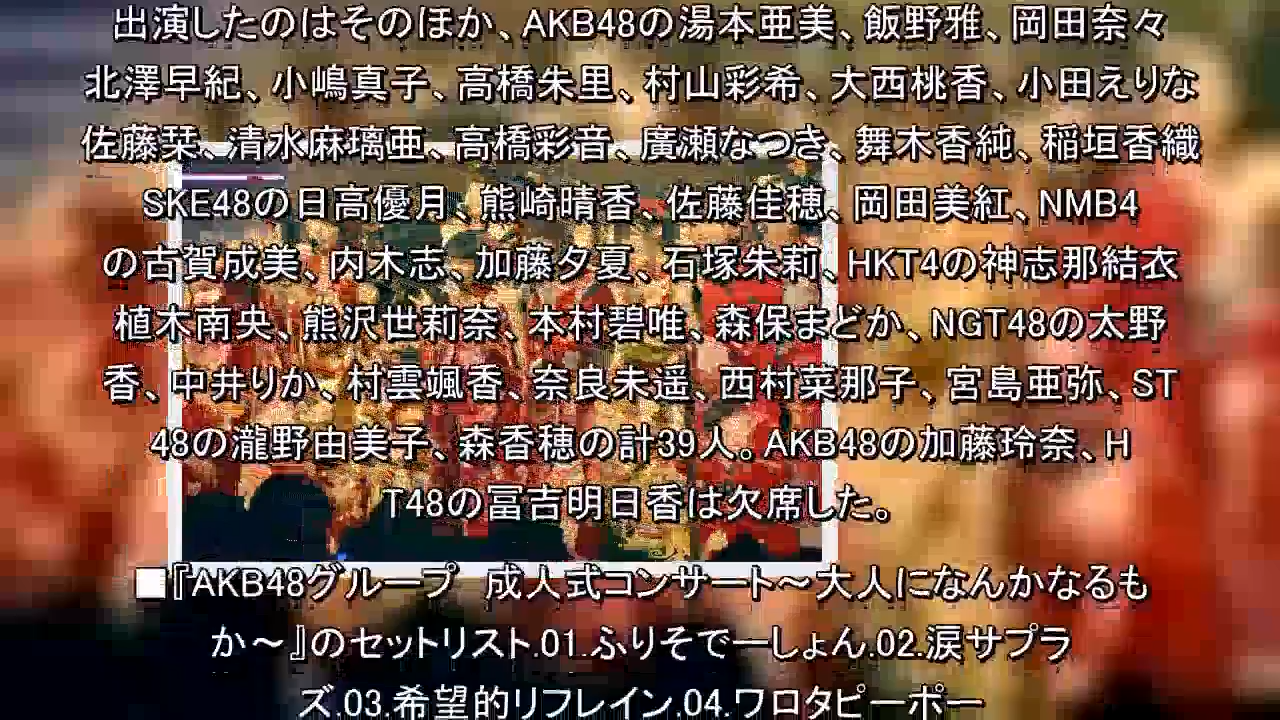 出演したのはそのほか、AKB48の湯本亜美、飯野雅、岡田奈々
北澤早紀、小嶋真子、高橋朱里、村山彩希、大西桃香、小田えりな
佐藤栞、清水麻璃亜、高橋彩音、廣瀬なつき、舞木香純、稲垣香織
SKE48の日高優月、熊崎晴香、佐藤佳穂、岡田美紅、NMB4
の古賀成美、内木志、加藤夕夏、石塚朱莉、HKT4の神志那結衣
植木南央、熊沢世莉奈、本村碧唯、森保まどか、NGT48の太野
香、中井りか、村雲颯香、奈良未遥、西村菜那子、宮島亜弥、ST
48の瀧野由美子、森香穂の計39人。AKB48の加藤玲奈、H
T48の冨吉明日香は欠席した。
■『AKB48グループ　成人式コンサート～大人になんかなるも
か～』のセットリスト.01.ふりそでーしょん.02.涙サプラ
ズ.03.希望的リフレイン.04.ワロタピーポー